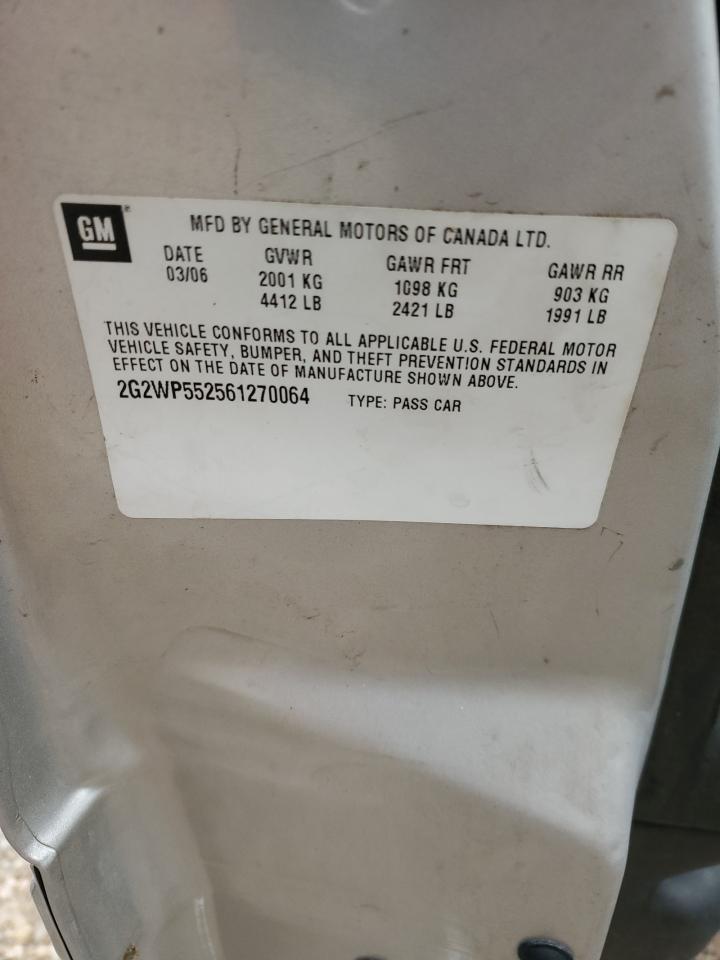 GM®
MFD BY GENERAL MOTORS OF CANADA LTD.
DATE GVWR GAWR FRT GAWR RR
03/06 2001 KG 1098 KG 903 KG
4412 LB 2421 LB 1991 LB
THIS VEHICLE CONFORMS TO ALL APPLICABLE U.S. FEDERAL MOTOR
VEHICLE SAFETY, BUMPER, AND THEFT PREVENTION STANDARDS IN
EFFECT ON THE DATE OF MANUFACTURE SHOWN ABOVE.
2G2WP552561270064 TYPE: PASS CAR